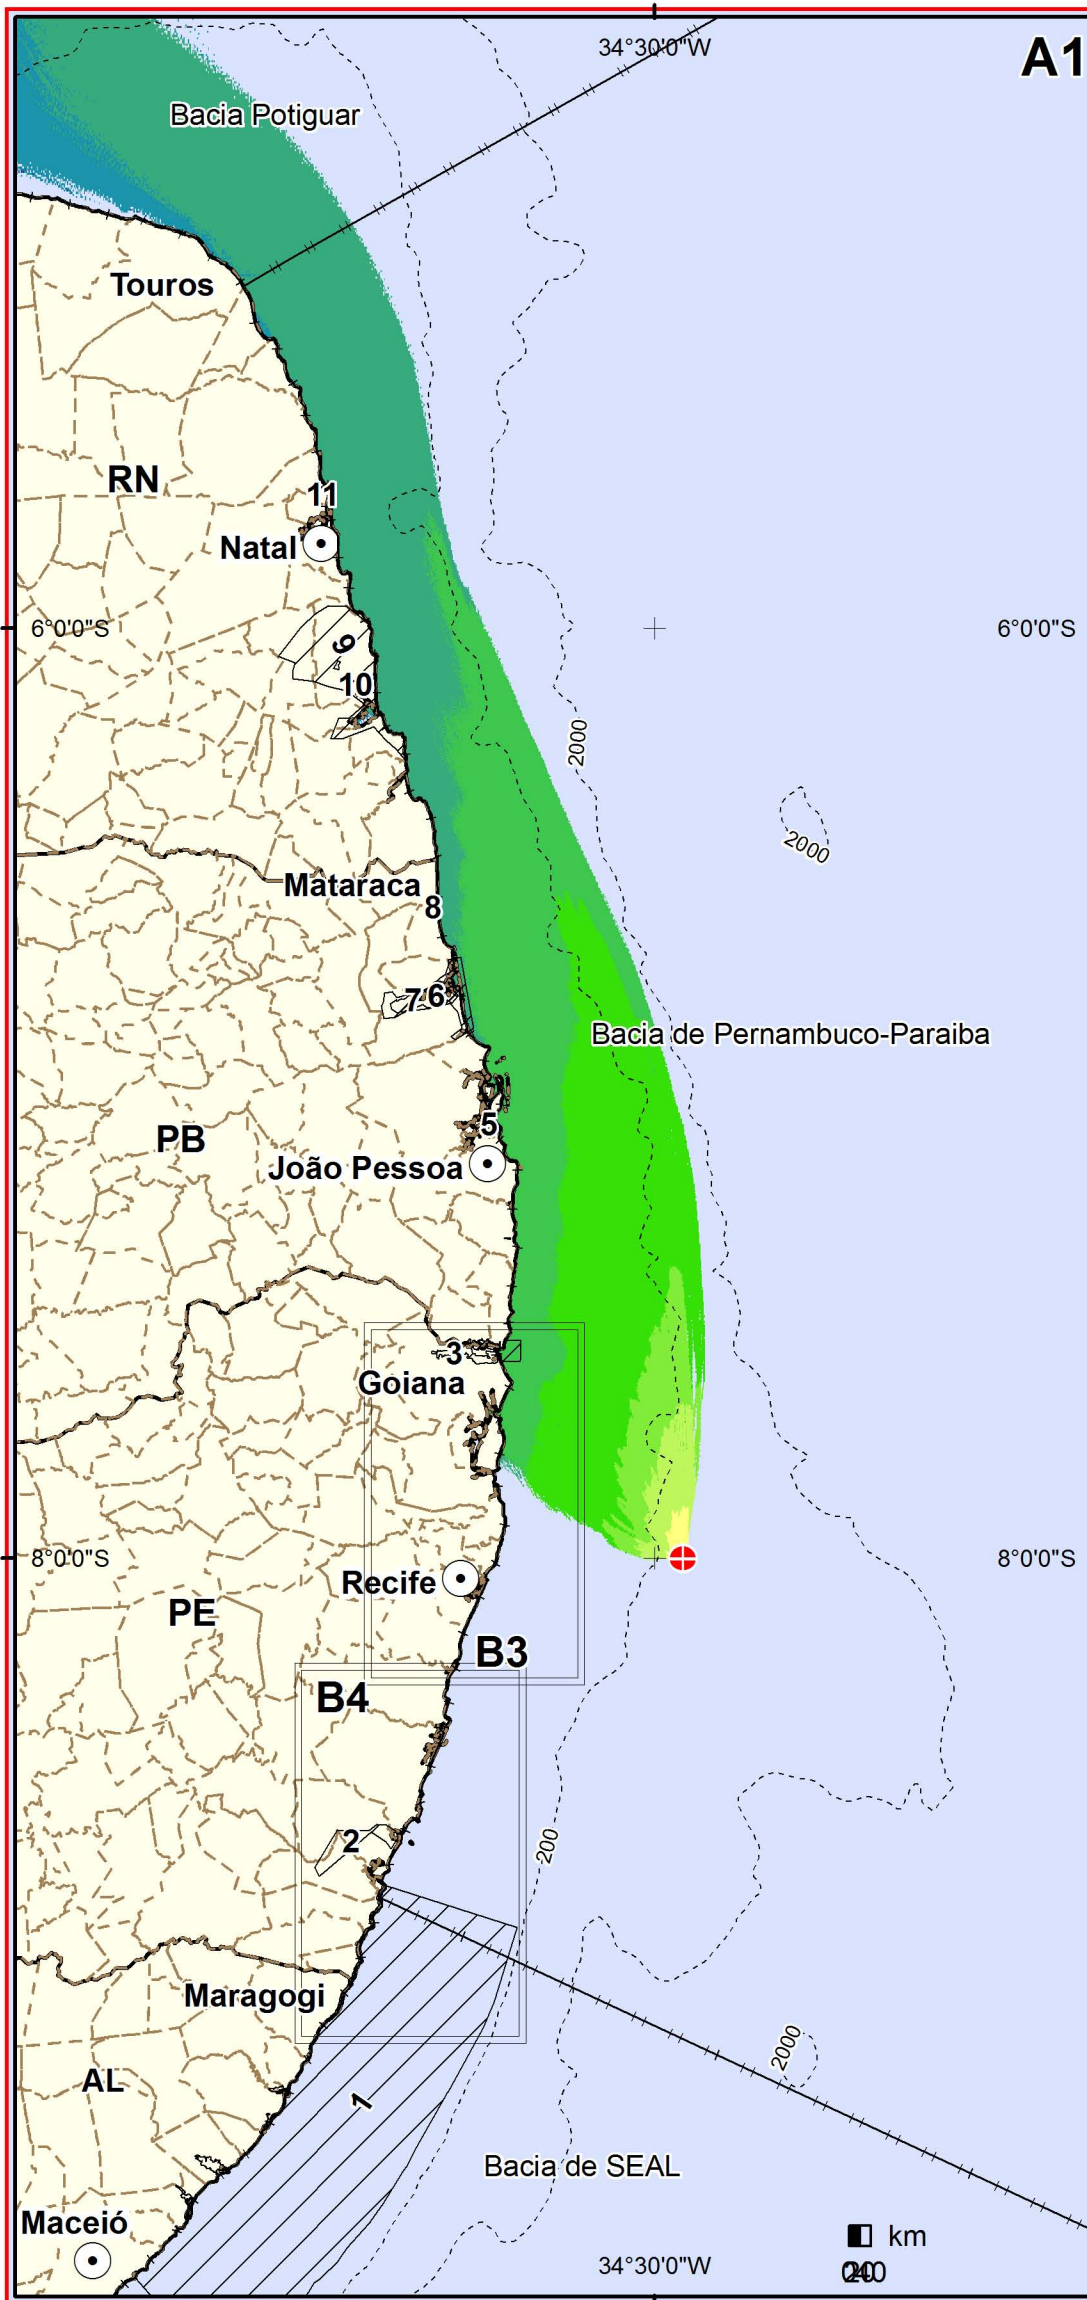 34°30'0"W
A1
Bacia Potiguar
Touros
RN
11
Natal
6°0'0"S
6°0'0"S
9
10
2000
2000
Mataraca
8
7
6
Bacia de Pernambuco-Paraiba
5
PB
João Pessoa
3
Goiana
8°0'0"S
8°0'0"S
Recife
PE
B3
B4
2
200
Maragogi
2000
AL
1
Bacia de SEAL
Maceió
34°30'0"W
km